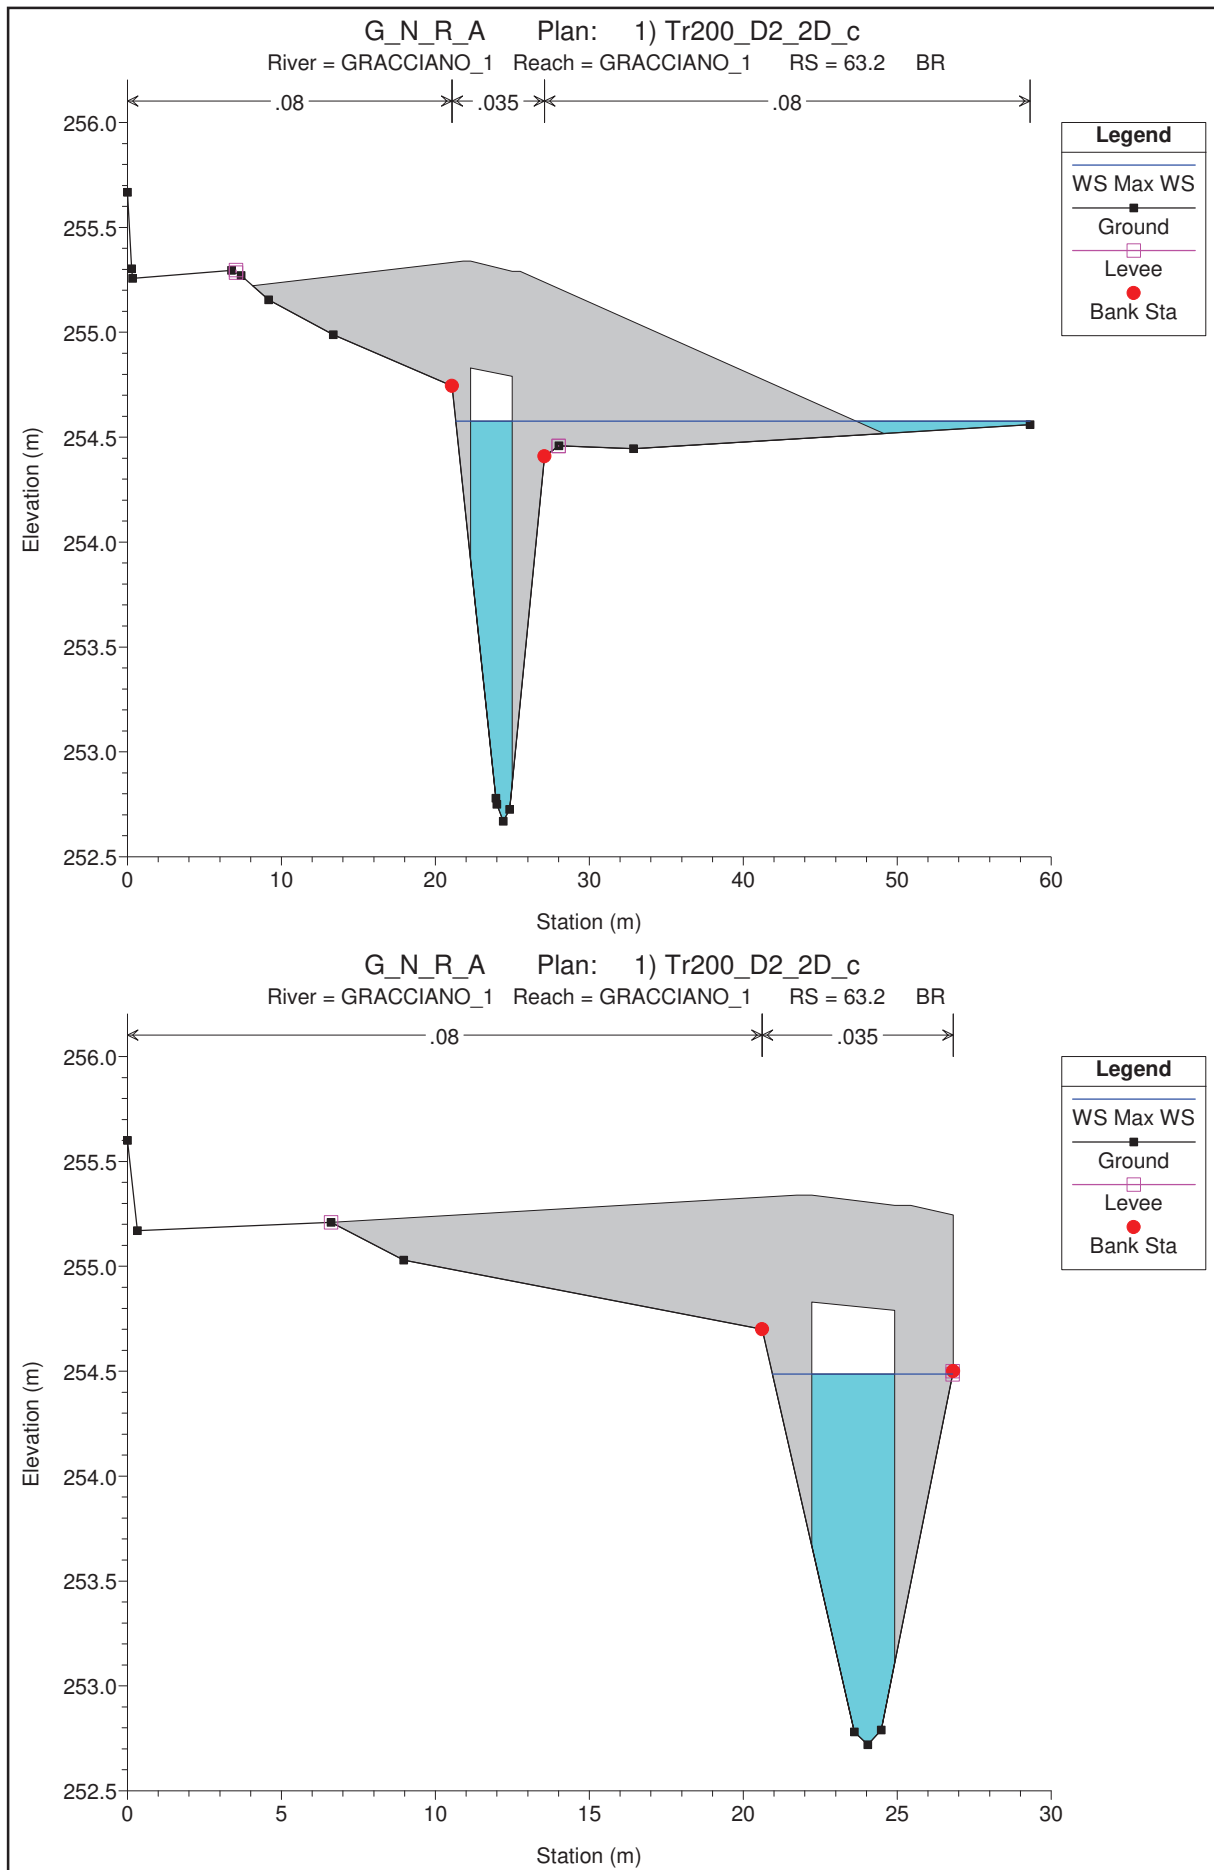 G_N_R_A Plan: 1) Tr200_D2_2D_c
River = GRACCIANO_1 Reach = GRACCIANO_1 RS = 63.2 BR
.08 .035 .08
256.0
255.5
255.0
254.5
254.0
253.5
253.0
252.5
Elevation (m)
0 10 20 30 40 50 60
Station (m)
Legend
WS Max WS
Ground
Levee
Bank Sta
G_N_R_A Plan: 1) Tr200_D2_2D_c
River = GRACCIANO_1 Reach = GRACCIANO_1 RS = 63.2 BR
.08 .035
256.0
255.5
255.0
254.5
254.0
253.5
253.0
252.5
Elevation (m)
0 5 10 15 20 25 30
Station (m)
Legend
WS Max WS
Ground
Levee
Bank Sta